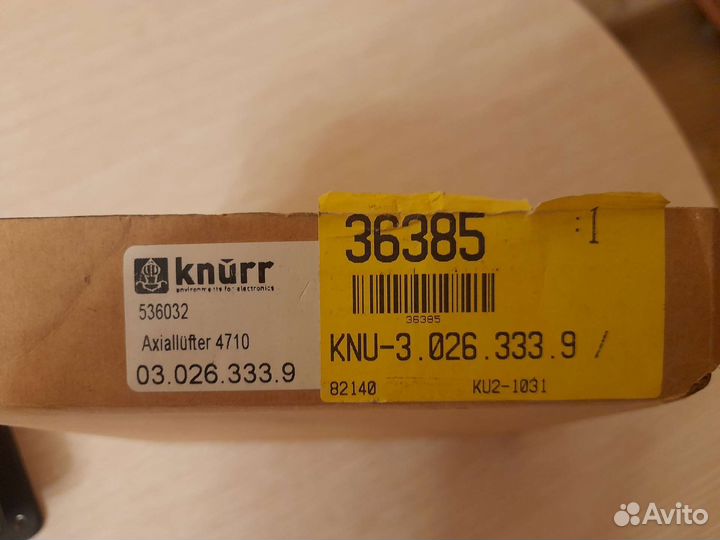 knürr
environments for electronics
536032
Axiallüfter 4710
03.026.333.9
36385 :1
36385
KNU-3.026.333.9 /
82140 KU2-1031
Avito